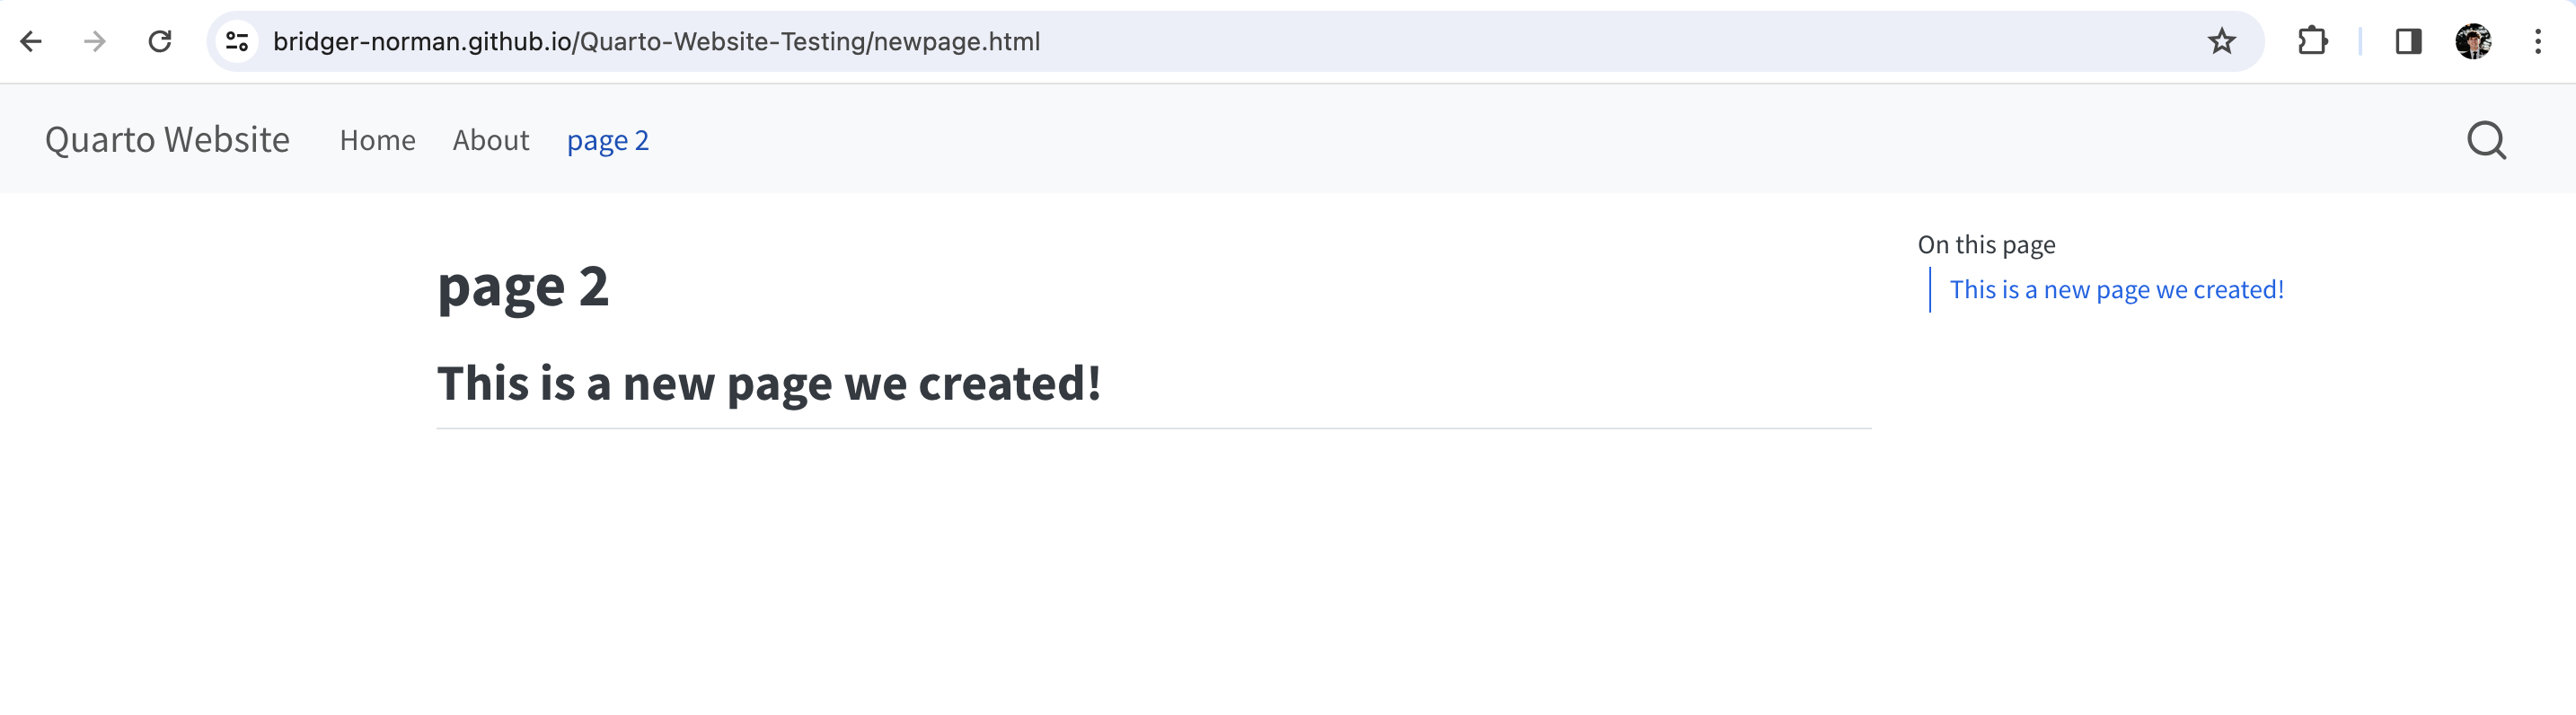 bridger-norman.github.io/Quarto-Website-Testing/newpage.html
Quarto Website Home About page 2
On this page
This is a new page we created!
page 2
This is a new page we created!